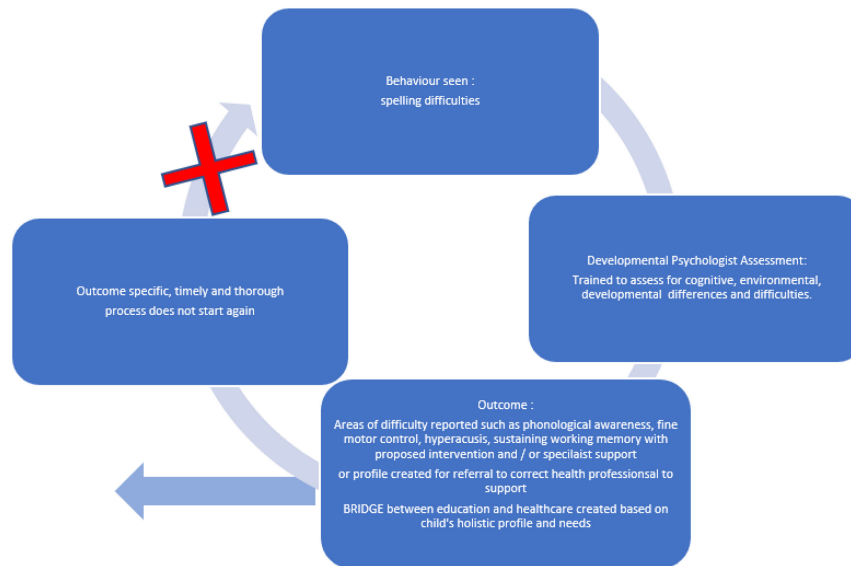 Behaviour seen :
spelling difficulties
Developmental Psychologist Assessment:
Trained to assess for cognitive, environmental,
developmental differences and difficulties.
Outcome :
Areas of difficulty reported such as phonological awareness, fine
motor control, hyperacusis, sustaining working memory with
proposed intervention and / or specilaist support
or profile created for referral to correct health professionsal to
support
BRIDGE between education and healthcare created based on
child's holistic profile and needs
Outcome specific, timely and thorough
process does not start again